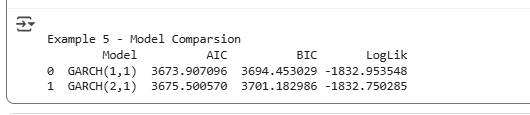 Example 5 - Model Comparsion
Model AIC BIC LogLik
0 GARCH(1,1) 3673.907096 3694.453029 -1832.953548
1 GARCH(2,1) 3675.500570 3701.182986 -1832.750285